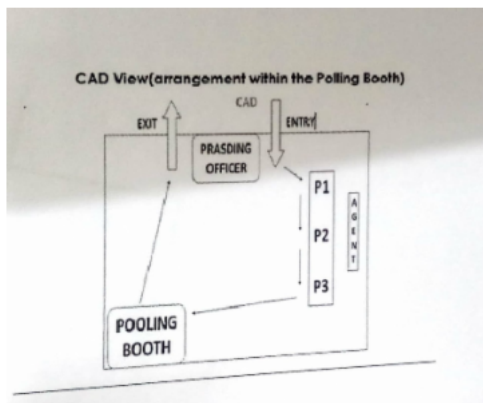 CAD View(arrangement within the Polling Booth)
CAD
EXIT
ENTRY
PRASDING
OFFICER
P1
P2
P3
AGENT
POOLING
BOOTH